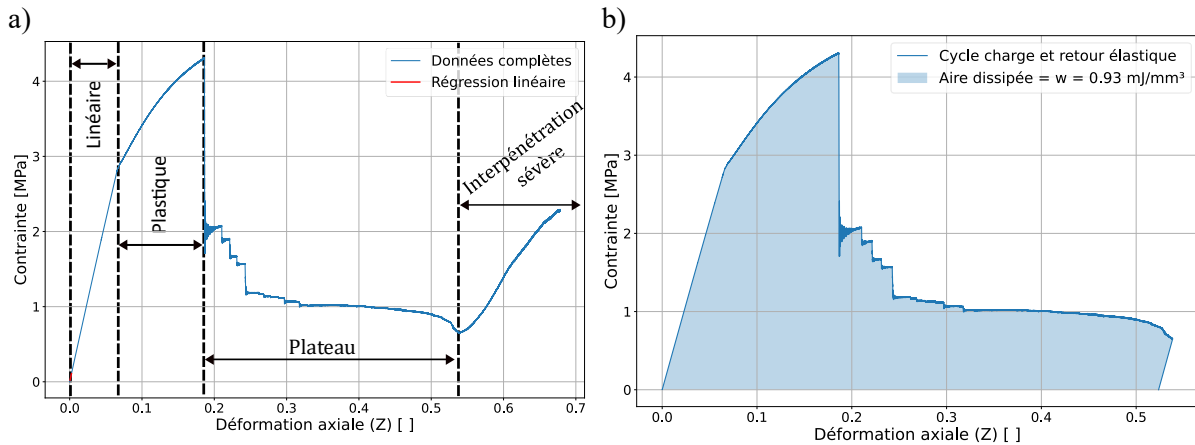 a)
Contrainte [MPa]
4
3
2
1
0
Linéaire
Plastique
Plateau
Interpénétration
sévère
Données complètes
Régression linéaire
0.0 0.1 0.2 0.3 0.4 0.5 0.6 0.7
Déformation axiale (Z) [ ]
b)
Contrainte [MPa]
4
3
2
1
0
Cycle charge et retour élastique
Aire dissipée = w = 0.93 mJ/mm³
0.0 0.1 0.2 0.3 0.4 0.5
Déformation axiale (Z) [ ]